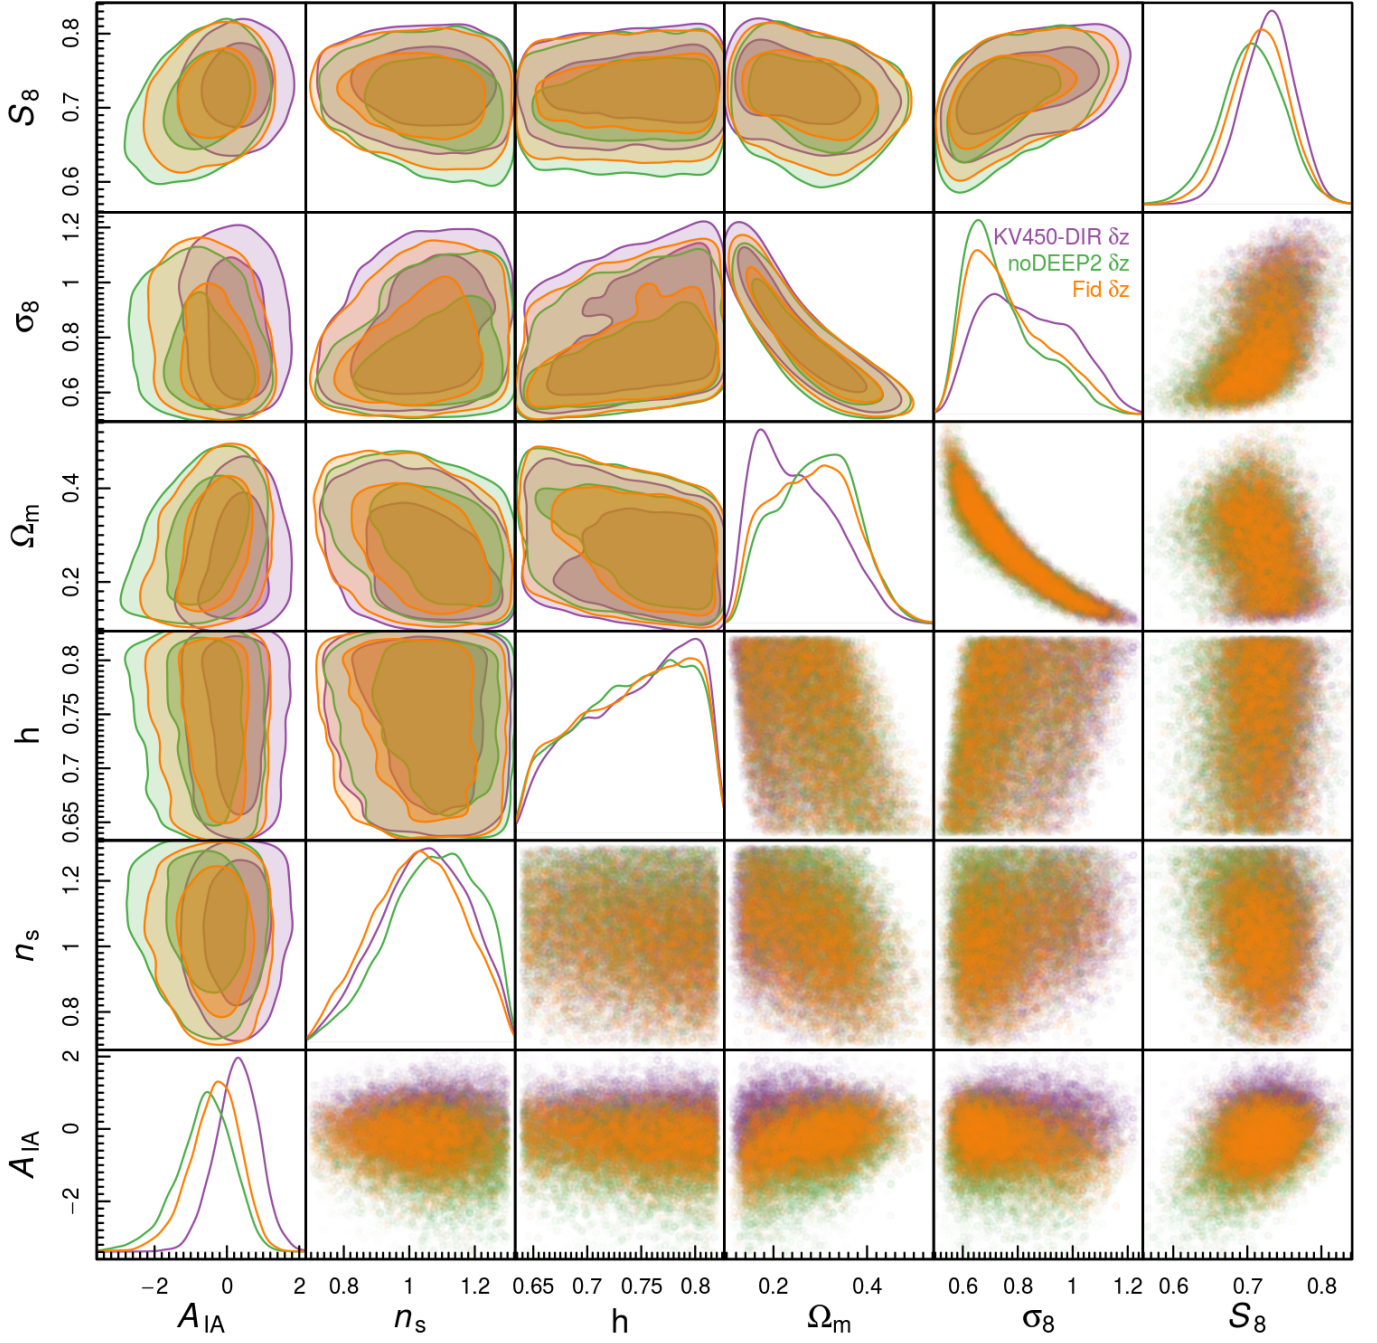 S8
0.6 0.7 0.8
σ8
0.6 0.8 1 1.2
KV450-DIR δz
noDEEP2 δz
Fid δz
Ωm
0.2 0.4
h
0.65 0.7 0.75 0.8
ns
0.8 1 1.2
AIA
−2 0 2
−2 0 2 0.8 1 1.2 0.65 0.7 0.75 0.8 0.2 0.4 0.6 0.8 1 1.2 0.6 0.7 0.8
AIA ns h Ωm σ8 S8